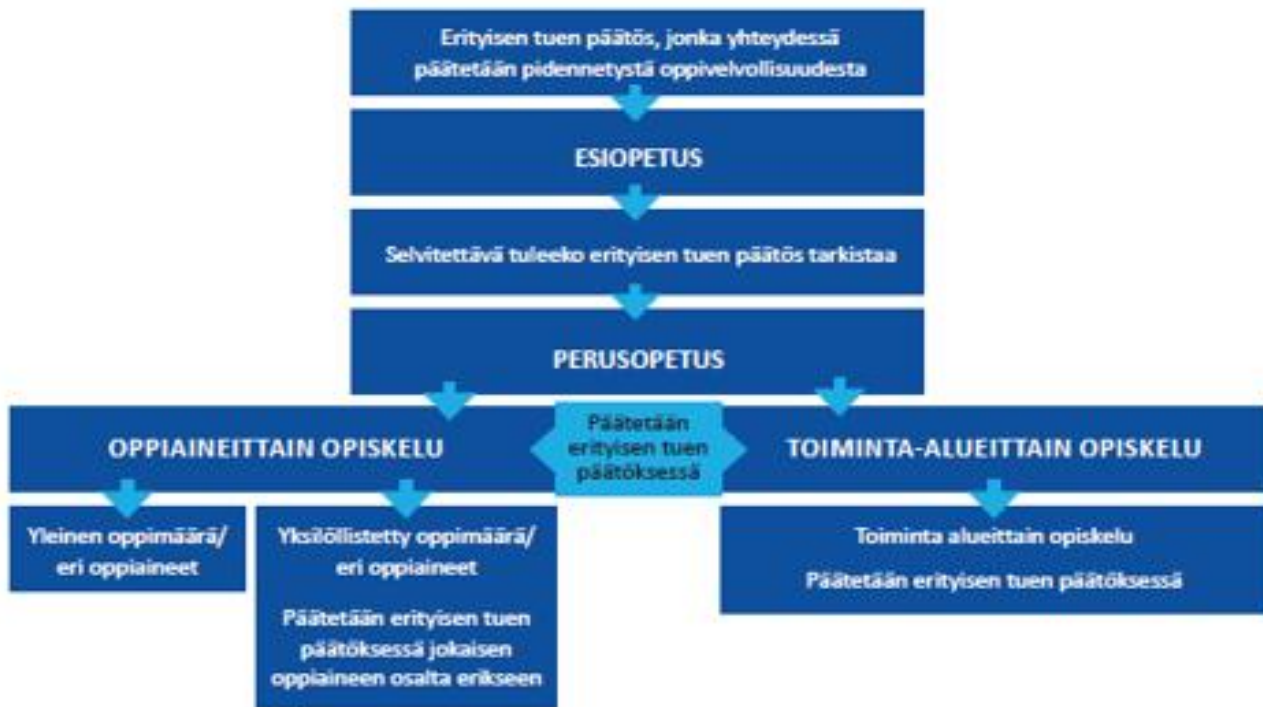 Erityisen tuen päätös, jonka yhteydessä
päätetään pidennetystä oppivelvollisuudesta
ESIOPETUS
Selvitettävä tuleeko erityisen tuen päätös tarkistaa
PERUSOPETUS
OPPIAINEITTAIN OPISKELU
Päätetään
erityisen tuen
päätöksessä
TOIMINTA-ALUEITTAIN OPISKELU
Yleinen oppimäärä/
eri oppiaineet
Yksilöllistetty oppimäärä/
eri oppiaineet
Päätetään erityisen tuen
päätöksessä jokaisen
oppiaineen osalta erikseen
Toiminta alueittain opiskelu
Päätetään erityisen tuen päätöksessä